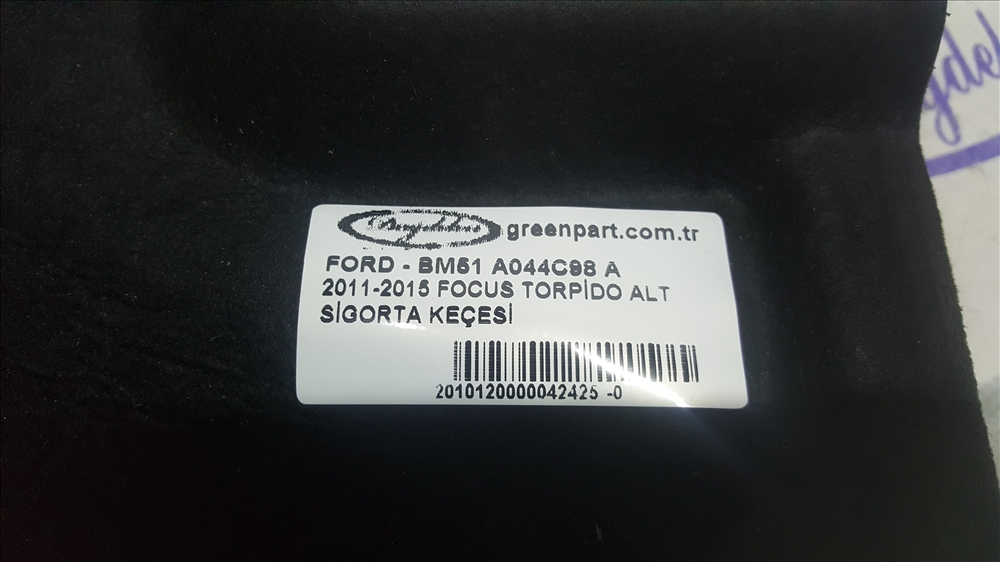 greenpart.com.tr
FORD - BM51 A044C98 A
2011-2015 FOCUS TORPİDO ALT
SİGORTA KEÇESİ
2010120000042425 -0